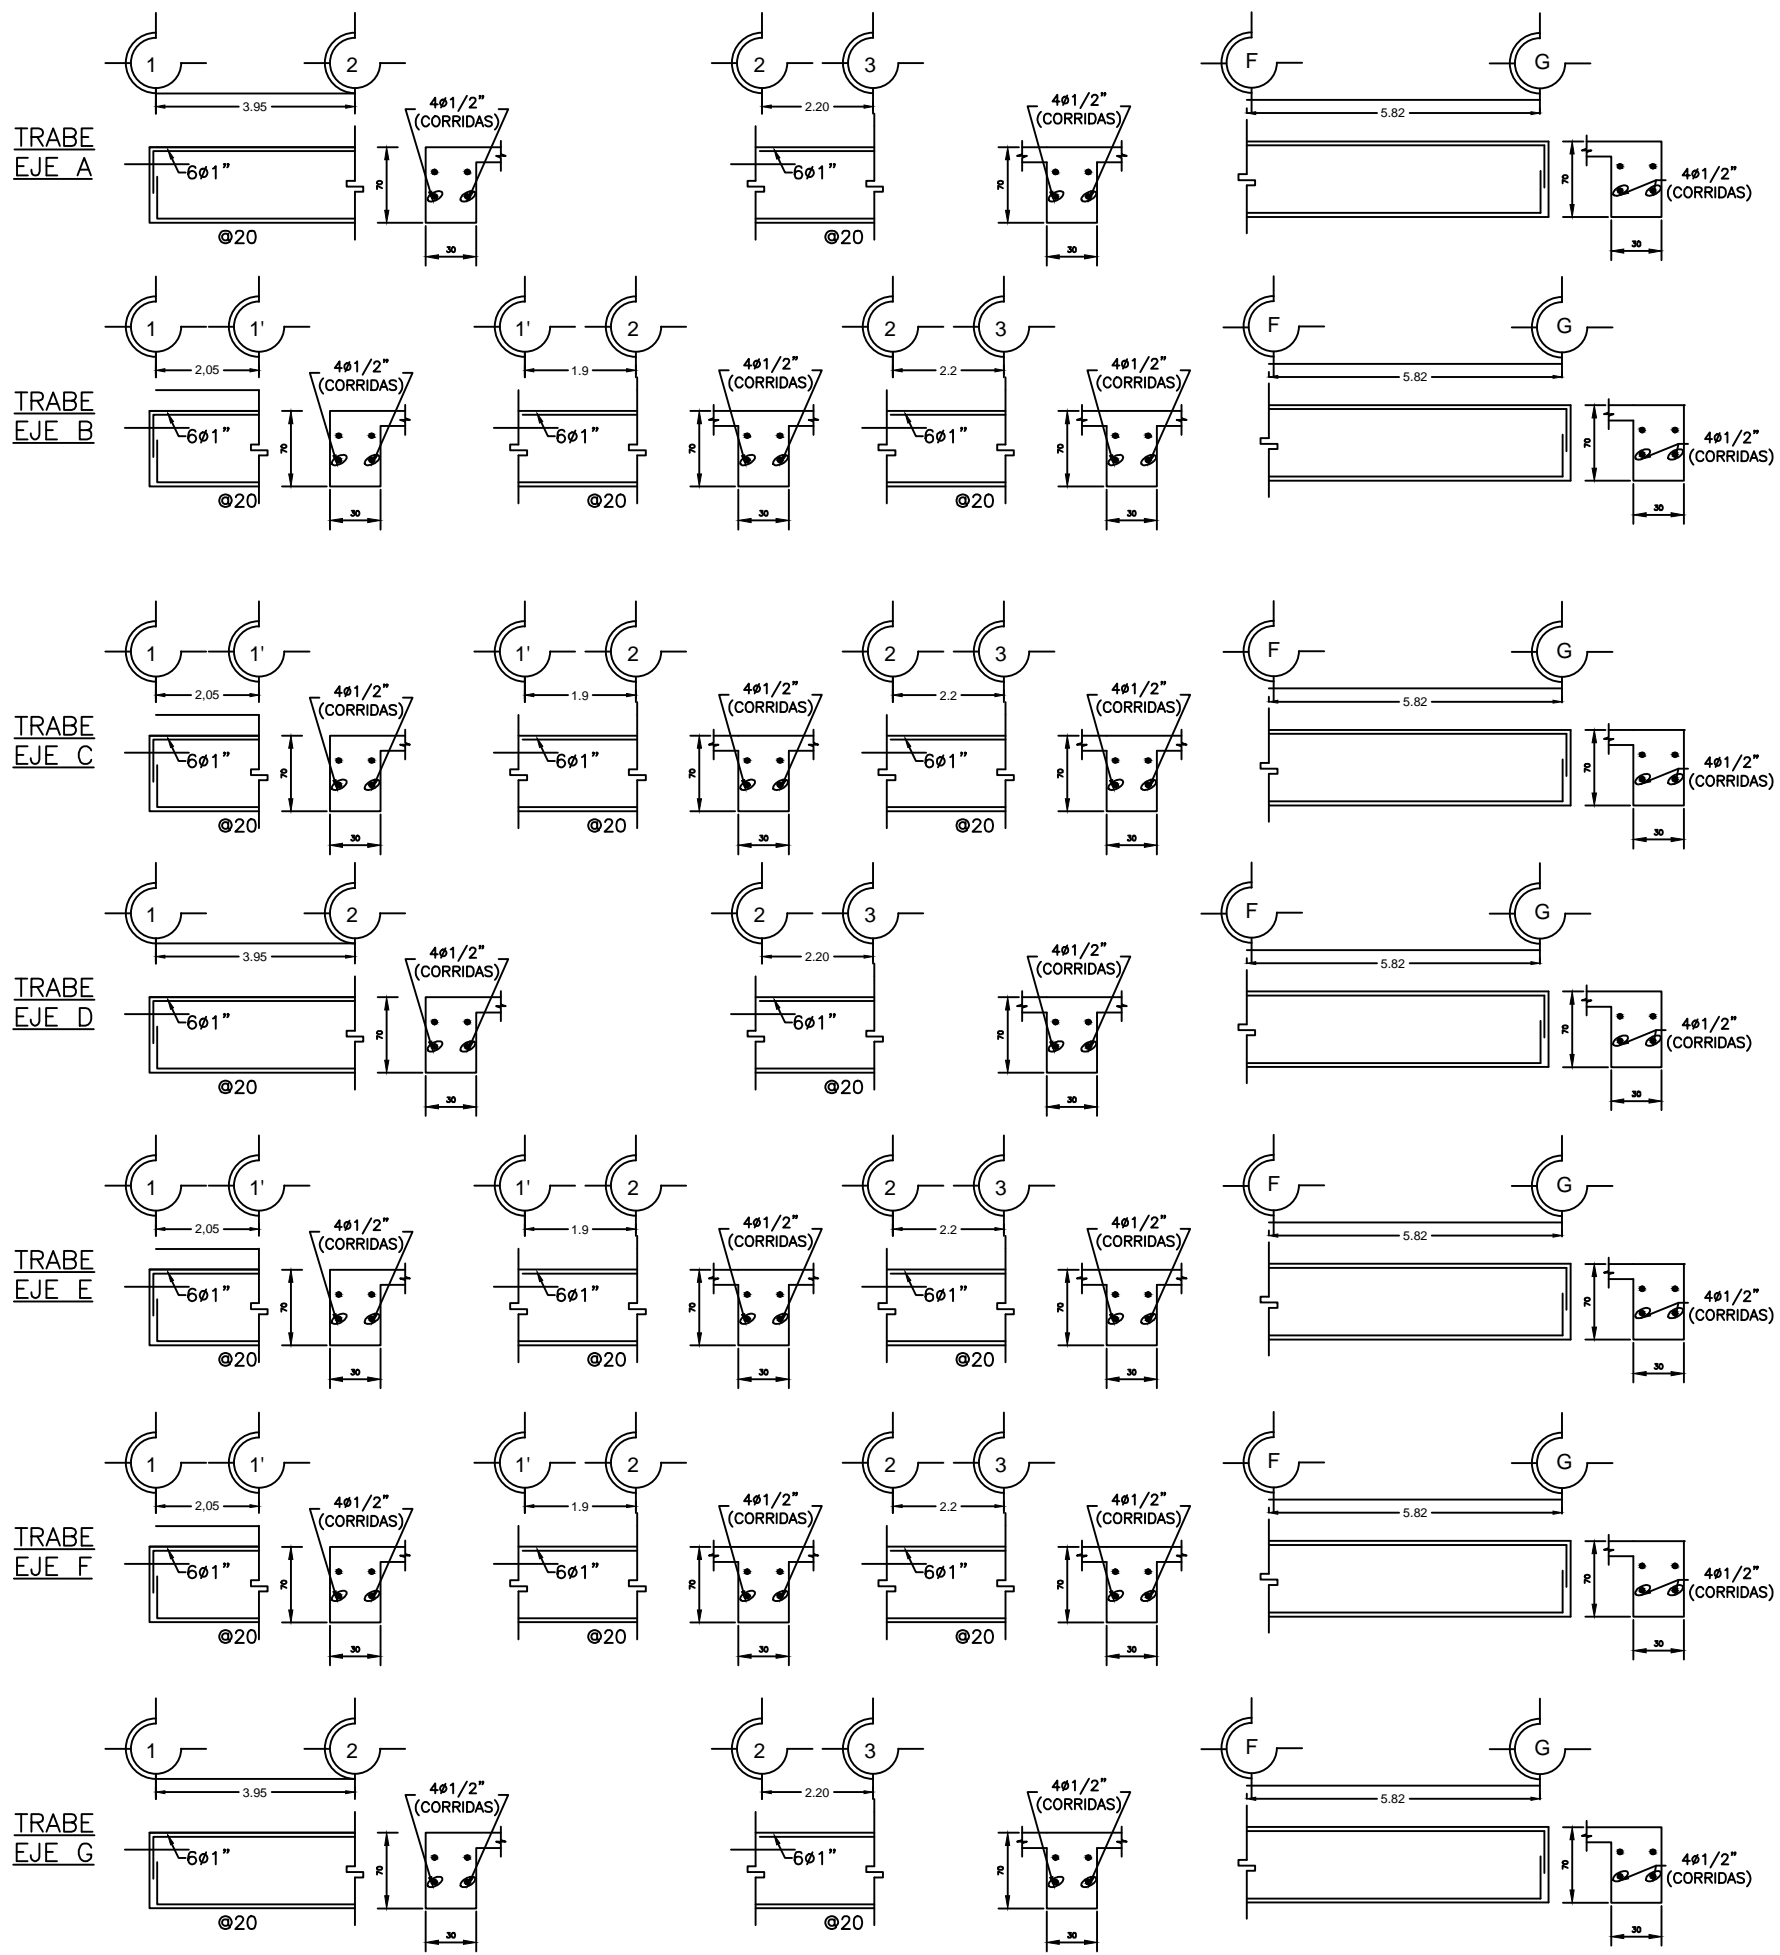 1
2
2
3
F
G
3.95
2.20
5.82
TRABE
EJE A
6ø1"
@20
4ø1/2"
(CORRIDAS)
70
30
6ø1"
@20
4ø1/2"
(CORRIDAS)
70
30
4ø1/2"
(CORRIDAS)
70
30
1
1'
1'
2
2
3
F
G
2,05
1.9
2.2
5.82
TRABE
EJE B
6ø1"
@20
4ø1/2"
(CORRIDAS)
70
30
6ø1"
@20
4ø1/2"
(CORRIDAS)
70
30
6ø1"
@20
4ø1/2"
(CORRIDAS)
70
30
4ø1/2"
(CORRIDAS)
70
30
1
1'
1'
2
2
3
F
G
2,05
1.9
2.2
5.82
TRABE
EJE C
6ø1"
@20
4ø1/2"
(CORRIDAS)
70
30
6ø1"
@20
4ø1/2"
(CORRIDAS)
70
30
6ø1"
@20
4ø1/2"
(CORRIDAS)
70
30
4ø1/2"
(CORRIDAS)
70
30
1
2
2
3
F
G
3.95
2.20
5.82
TRABE
EJE D
6ø1"
@20
4ø1/2"
(CORRIDAS)
70
30
6ø1"
@20
4ø1/2"
(CORRIDAS)
70
30
4ø1/2"
(CORRIDAS)
70
30
1
1'
1'
2
2
3
F
G
2,05
1.9
2.2
5.82
TRABE
EJE E
6ø1"
@20
4ø1/2"
(CORRIDAS)
70
30
6ø1"
@20
4ø1/2"
(CORRIDAS)
70
30
6ø1"
@20
4ø1/2"
(CORRIDAS)
70
30
4ø1/2"
(CORRIDAS)
70
30
1
1'
1'
2
2
3
F
G
2,05
1.9
2.2
5.82
TRABE
EJE F
6ø1"
@20
4ø1/2"
(CORRIDAS)
70
30
6ø1"
@20
4ø1/2"
(CORRIDAS)
70
30
6ø1"
@20
4ø1/2"
(CORRIDAS)
70
30
4ø1/2"
(CORRIDAS)
70
30
1
2
2
3
F
G
3.95
2.20
5.82
TRABE
EJE G
6ø1"
@20
4ø1/2"
(CORRIDAS)
70
30
6ø1"
@20
4ø1/2"
(CORRIDAS)
70
30
4ø1/2"
(CORRIDAS)
70
30